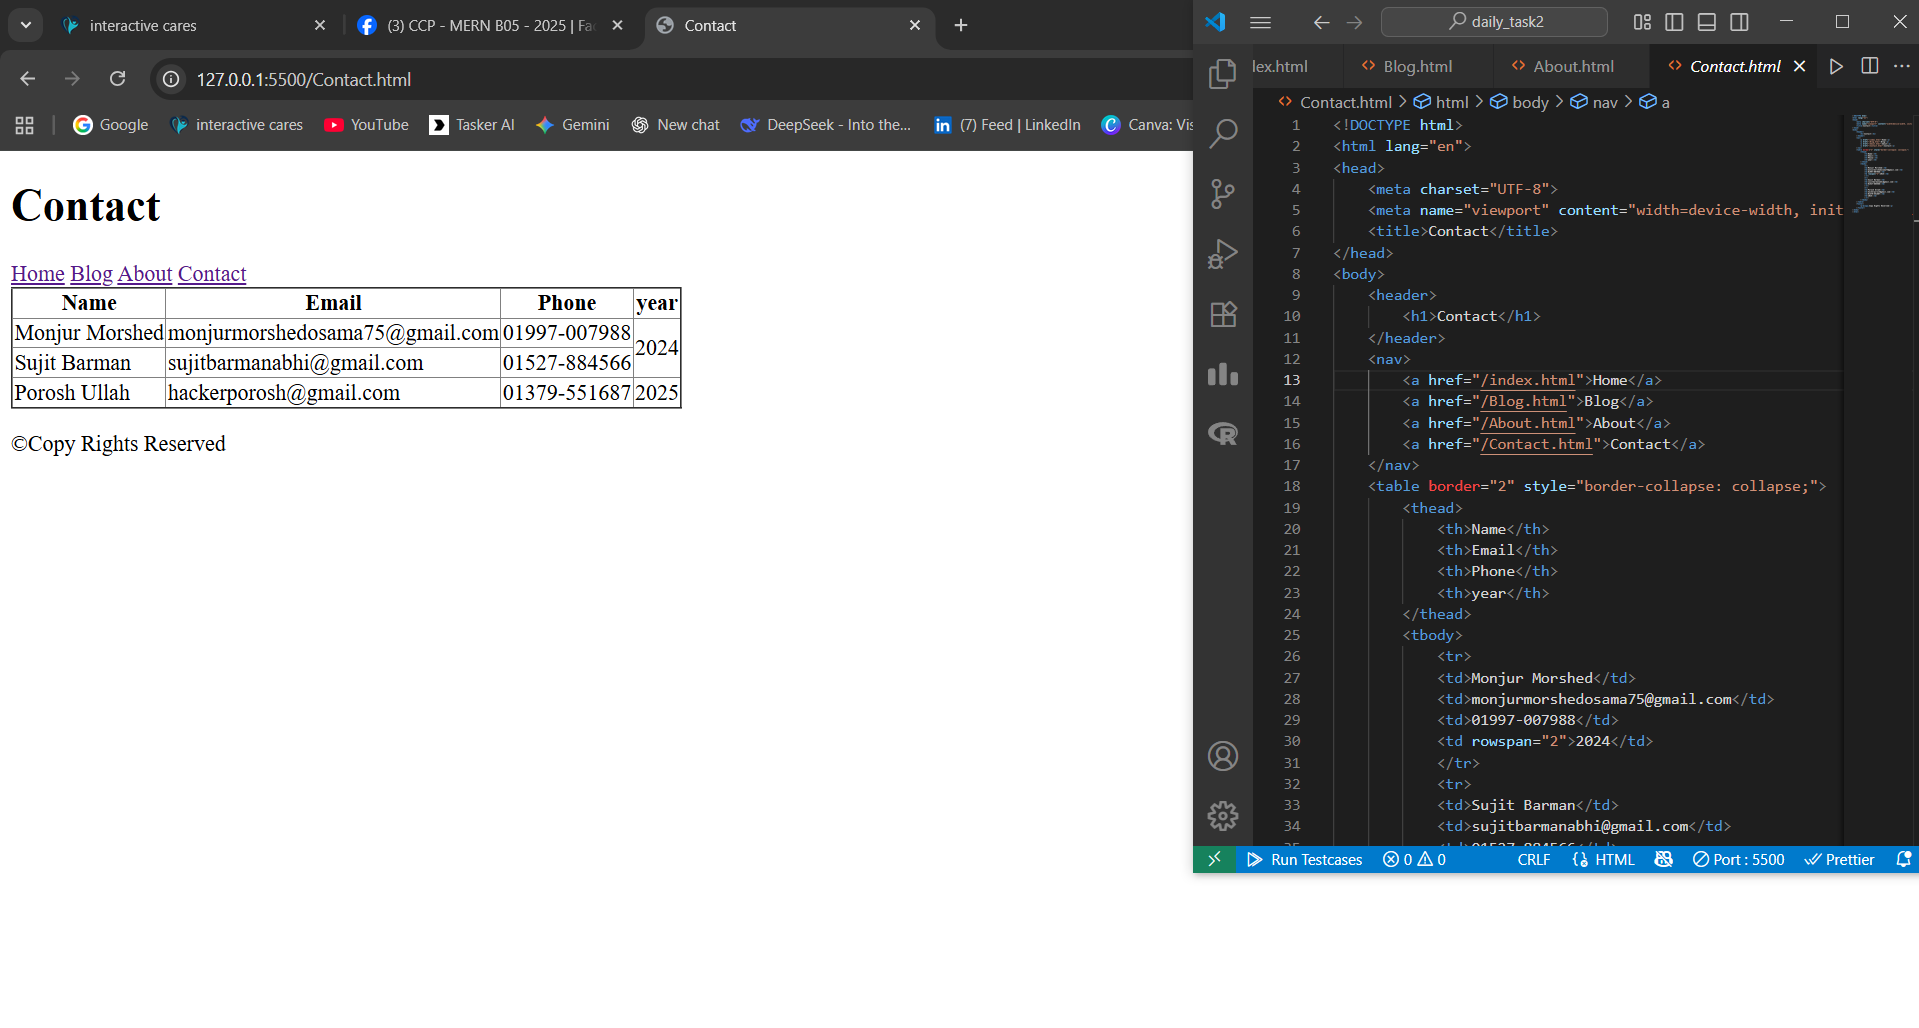 interactive cares
(3) CCP - MERN B05 - 2025 | Fa
Contact
127.0.0.1:5500/Contact.html
Google
interactive cares
YouTube
Tasker AI
Gemini
New chat
DeepSeek - Into the...
(7) Feed | LinkedIn
Canva: Vis
Contact
Home Blog About Contact
Name Email Phone year
Monjur Morshed monjurmorshedosama75@gmail.com 01997-007988 2024
Sujit Barman sujitbarmanabhi@gmail.com 01527-884566
Porosh Ullah hackerporosh@gmail.com 01379-551687 2025
©Copy Rights Reserved
daily_task2
lex.html
Blog.html
About.html
Contact.html
Contact.html > html > body > nav > a
1 <!DOCTYPE html>
2 <html lang="en">
3 <head>
4 <meta charset="UTF-8">
5 <meta name="viewport" content="width=device-width, init
6 <title>Contact</title>
7 </head>
8 <body>
9 <header>
10 <h1>Contact</h1>
11 </header>
12 <nav>
13 <a href="/index.html">Home</a>
14 <a href="/Blog.html">Blog</a>
15 <a href="/About.html">About</a>
16 <a href="/Contact.html">Contact</a>
17 </nav>
18 <table border="2" style="border-collapse: collapse;">
19 <thead>
20 <th>Name</th>
21 <th>Email</th>
22 <th>Phone</th>
23 <th>year</th>
24 </thead>
25 <tbody>
26 <tr>
27 <td>Monjur Morshed</td>
28 <td>monjurmorshedosama75@gmail.com</td>
29 <td>01997-007988</td>
30 <td rowspan="2">2024</td>
31 </tr>
32 <tr>
33 <td>Sujit Barman</td>
34 <td>sujitbarmanabhi@gmail.com</td>
Run Testcases 0 0 CRLF HTML Port : 5500 Prettier